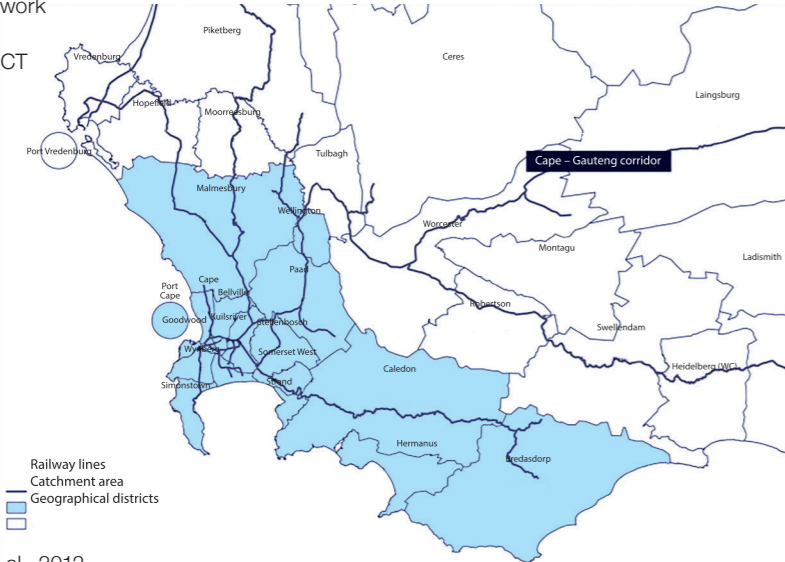 work
CT
Piketberg
Vredenburg
Ceres
Laingsburg
Hopefield
Moorreesburg
Port Vredenburg
Tulbagh
Cape – Gauteng corridor
Malmesbury
Wellington
Worcester
Montagu
Paarl
Ladismith
Port
Cape
Cape
Bellville
Robertson
Goodwood
Kuilsriver
Stellenbosch
Swellendam
Wynberg
Somerset West
Caledon
Heidelberg (WC)
Simonstown
Strand
Hermanus
Bredasdorp
Railway lines
Catchment area
Geographical districts